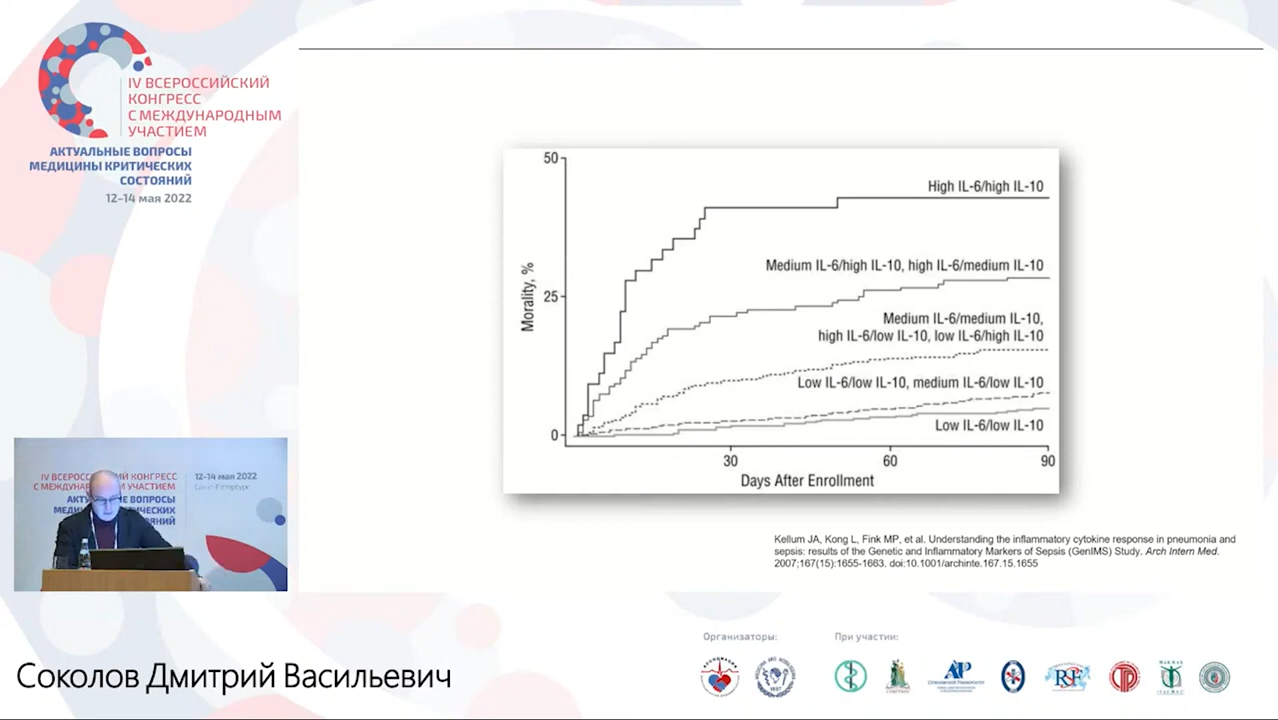 IV ВСЕРОССИЙСКИЙ
КОНГРЕСС
С МЕЖДУНАРОДНЫМ
УЧАСТИЕМ
АКТУАЛЬНЫЕ ВОПРОСЫ
МЕДИЦИНЫ КРИТИЧЕСКИХ
СОСТОЯНИЙ
12–14 мая 2022
50
25
0
Morality, %
High IL-6/high IL-10
Medium IL-6/high IL-10, high IL-6/medium IL-10
Medium IL-6/medium IL-10,
high IL-6/low IL-10, low IL-6/high IL-10
Low IL-6/low IL-10, medium IL-6/low IL-10
Low IL-6/low IL-10
30
60
90
Days After Enrollment
Kellum JA, Kong L, Fink MP, et al. Understanding the inflammatory cytokine response in pneumonia and
sepsis: results of the Genetic and Inflammatory Markers of Sepsis (GenIMS) Study. Arch Intern Med.
2007;167(15):1655-1663. doi:10.1001/archinte.167.15.1655
12–14 мая 2022
Санкт-Петербург
Организаторы:
При участии:
Соколов Дмитрий Васильевич